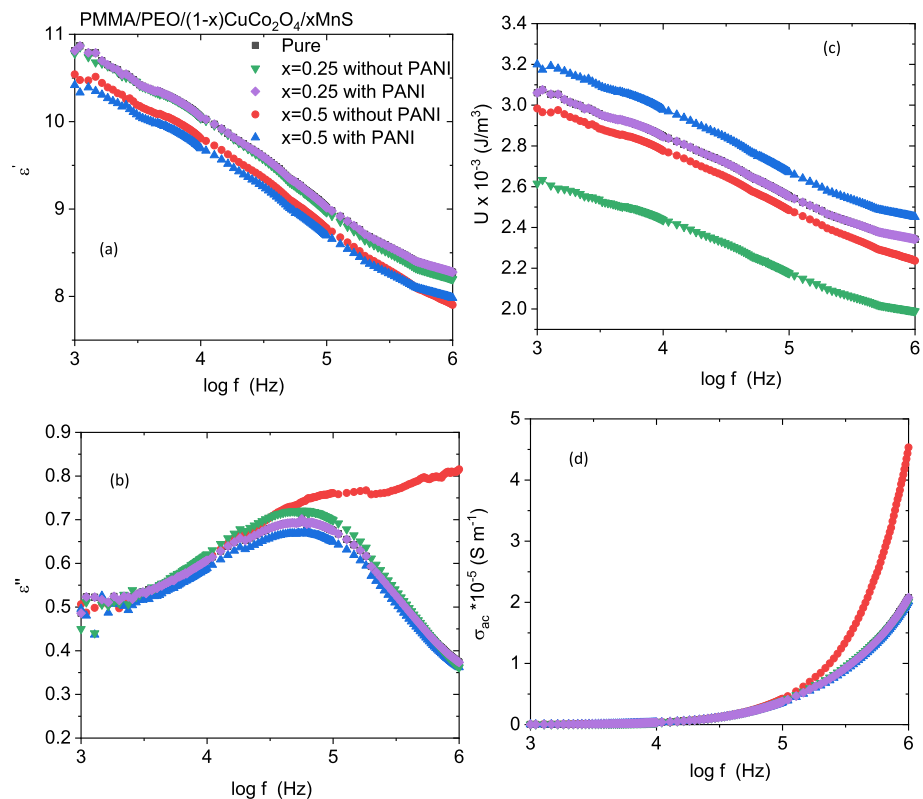 PMMA/PEO/(1-x)CuCo₂O₄/xMnS
Pure
x=0.25 without PANI
x=0.25 with PANI
x=0.5 without PANI
x=0.5 with PANI
11
10
9
8
ε'
(a)
3 4 5 6
log f (Hz)
3.4
3.2
3.0
2.8
2.6
2.4
2.2
2.0
U x 10⁻³ (J/m³)
(c)
3 4 5 6
log f (Hz)
0.9
0.8
0.7
0.6
0.5
0.4
0.3
0.2
ε"
(b)
3 4 5 6
log f (Hz)
5
4
3
2
1
0
σac *10⁻⁵ (S m⁻¹)
(d)
3 4 5 6
log f (Hz)